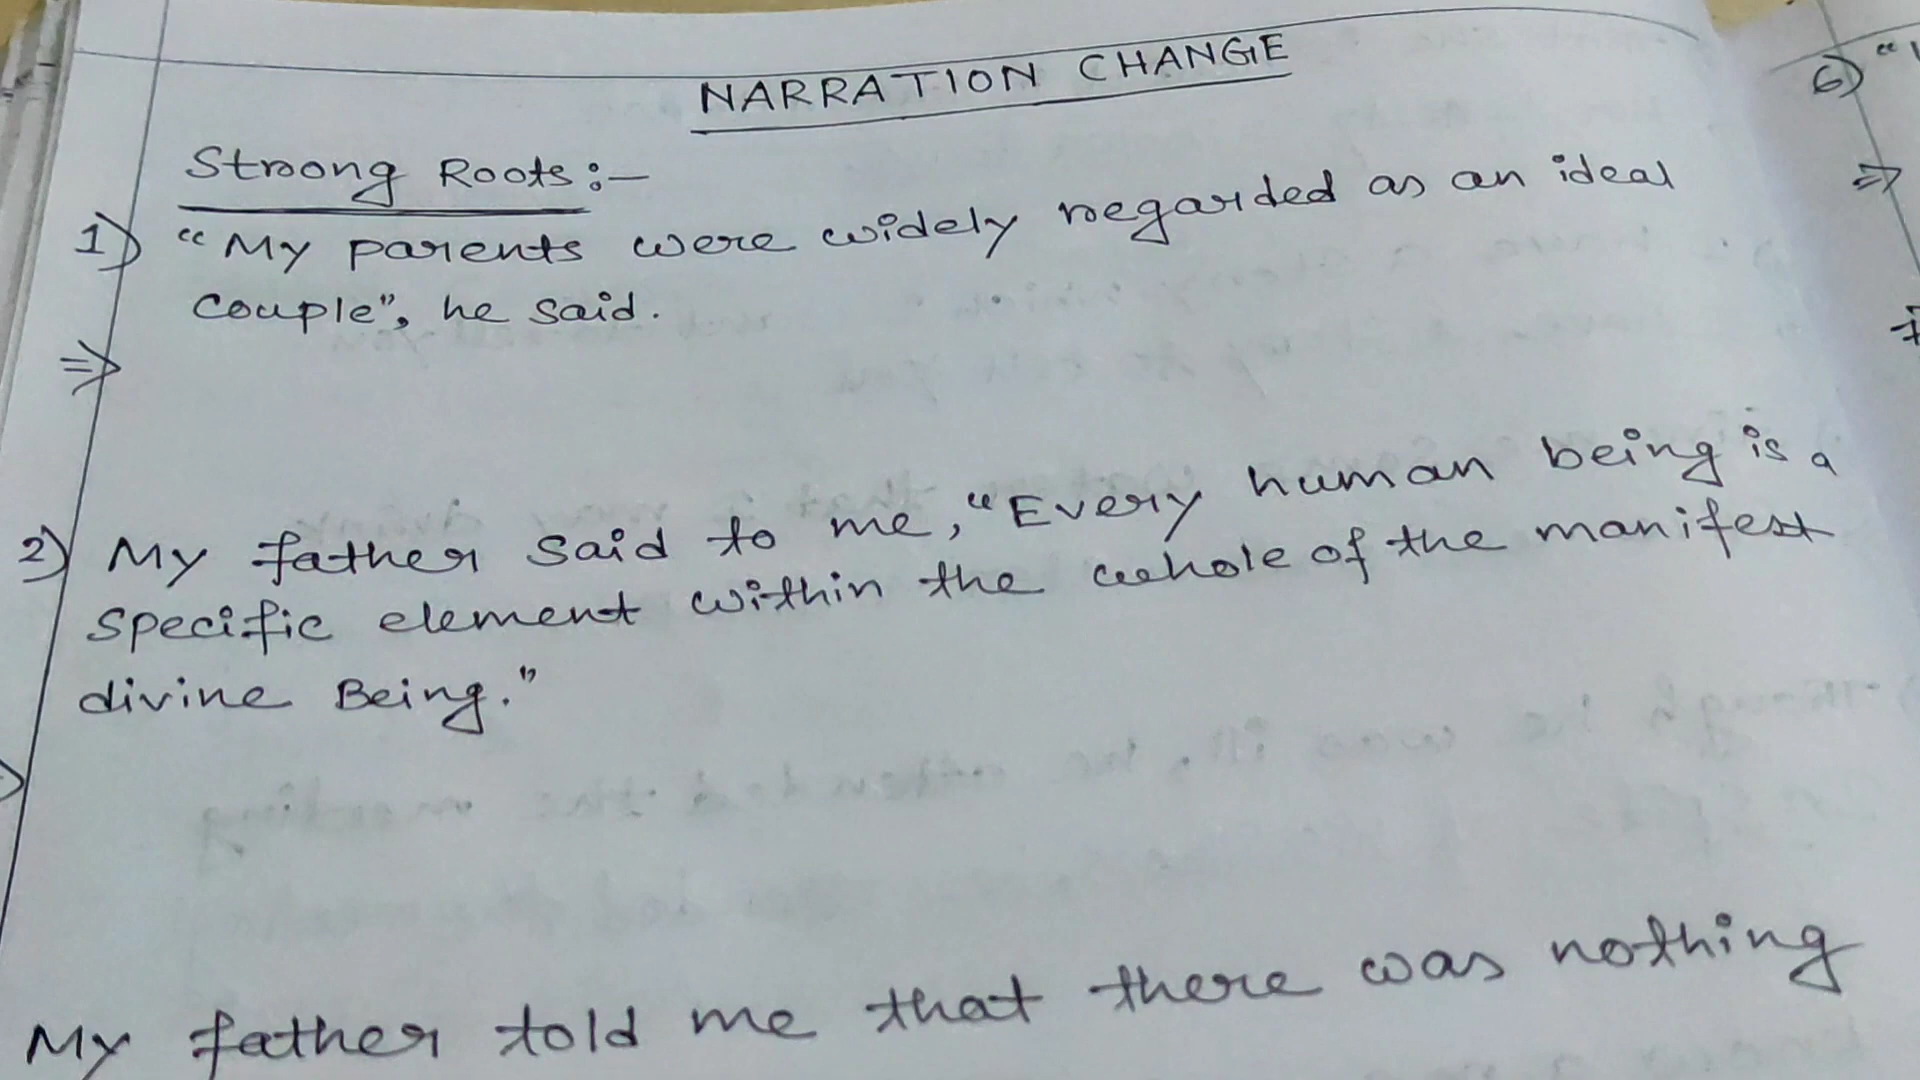 NARRATION CHANGE
Strong Roots:-
1) "My parents were widely regarded as an ideal
couple", he said.
⇒
2) My father said to me, "Every human being is a
specific element within the whole of the manifest
divine Being."
My father told me that there was nothing
6) "
⇒